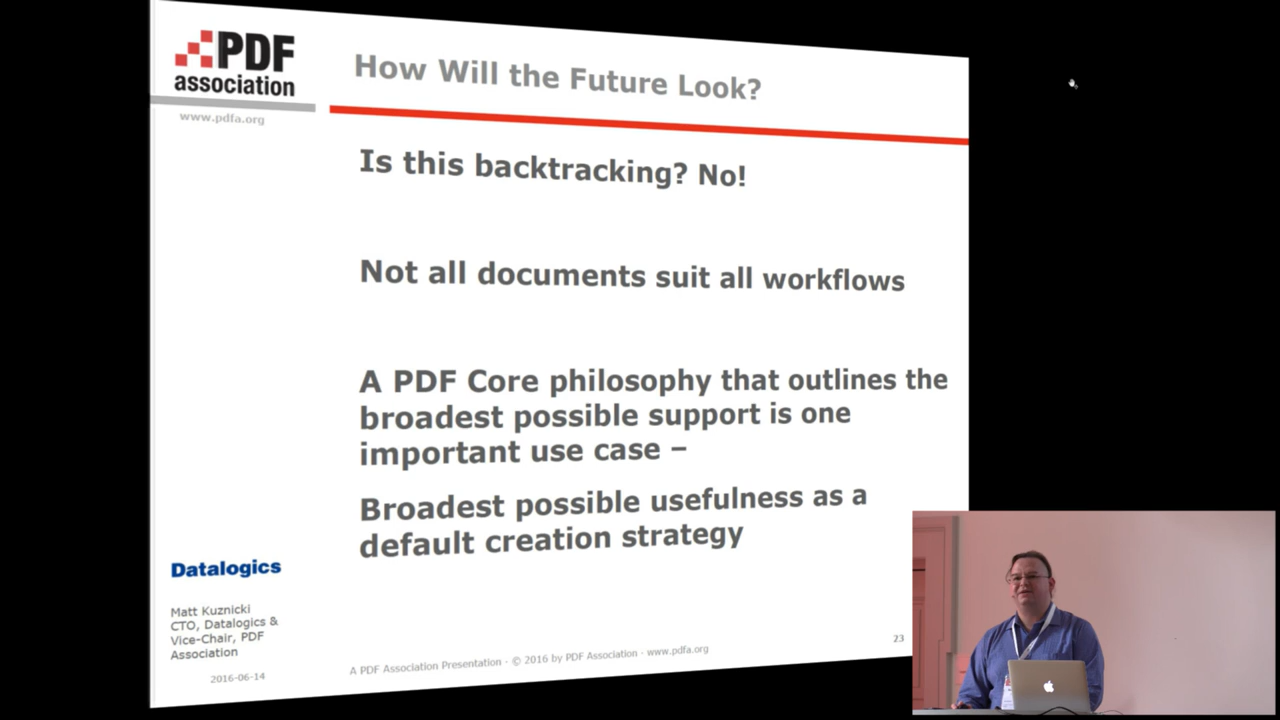 PDF
association
www.pdfa.org
How Will the Future Look?
Is this backtracking? No!
Not all documents suit all workflows
A PDF Core philosophy that outlines the
broadest possible support is one
important use case –
Broadest possible usefulness as a
default creation strategy
Datalogics
Matt Kuznicki
CTO, Datalogics &
Vice-Chair, PDF
Association
2016-06-14
A PDF Association Presentation · © 2016 by PDF Association · www.pdfa.org
23